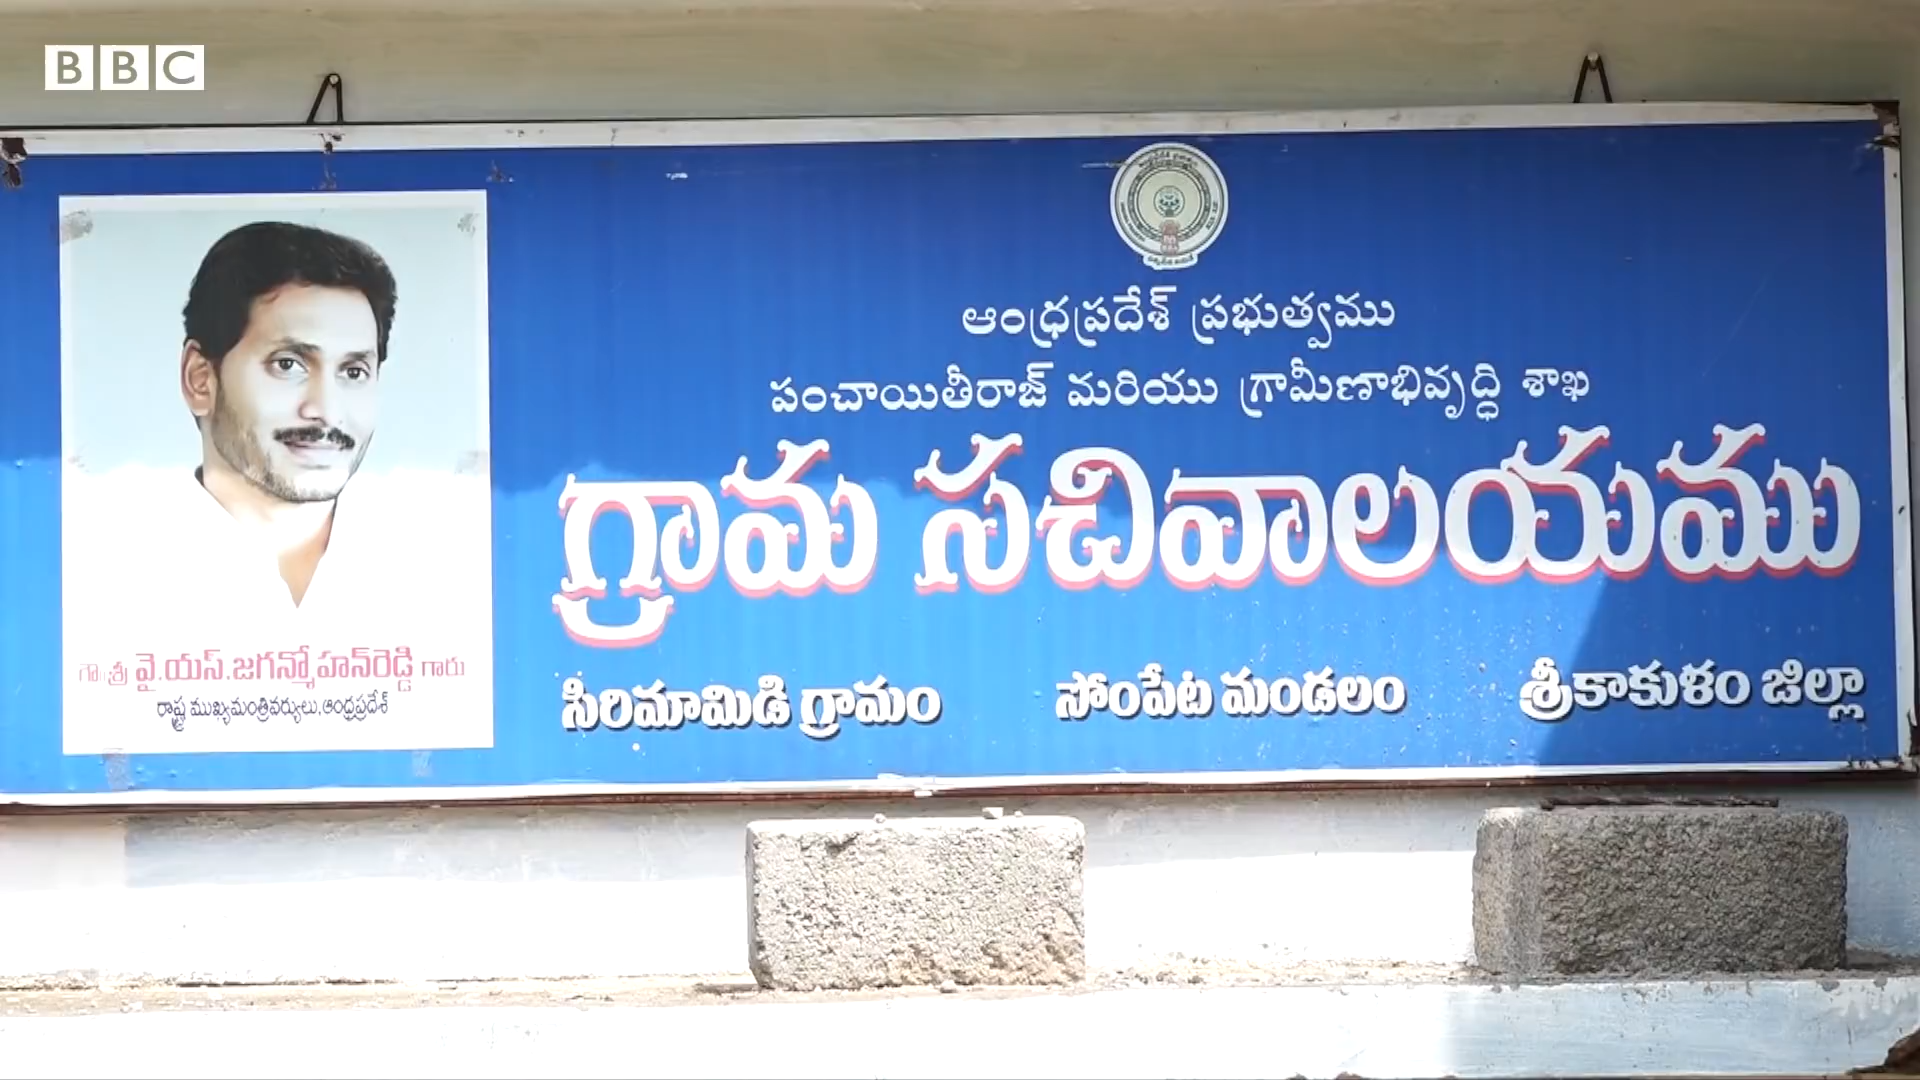 BBC
ఆంధ్రప్రదేశ్ ప్రభుత్వము
పంచాయితీరాజ్ మరియు గ్రామీణాభివృద్ధి శాఖ
గ్రామ సచివాలయము
సిరిమామిడి గ్రామం సోంపేట మండలం శ్రీకాకుళం జిల్లా
గౌ॥శ్రీ వై.యస్.జగన్మోహన్‌రెడ్డి గారు
రాష్ట్ర ముఖ్యమంత్రివర్యులు,ఆంధ్రప్రదేశ్